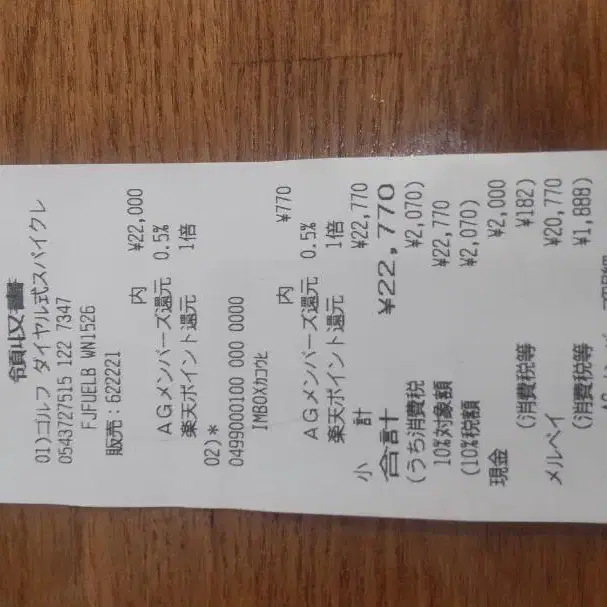 領収書
01)ゴルフ ダイヤル式スパイクレ
0543727515 122 7347
FJFUELB WN1526
販売:622221
内 ¥22,000
AGメンバーズ還元 0.5%
楽天ポイント還元 1倍
02)*
0499000100 000 0000
IMBOXカコウヒ
内 ¥770
AGメンバーズ還元 0.5%
楽天ポイント還元 1倍
小 計 ¥22,770
合計 ¥22,770
(うち消費税 ¥2,070)
10%対象額 ¥22,770
(10%税額 ¥2,070)
現金 ¥2,000
(消費税等 ¥182)
メルペイ ¥20,770
(消費税等 ¥1,888)